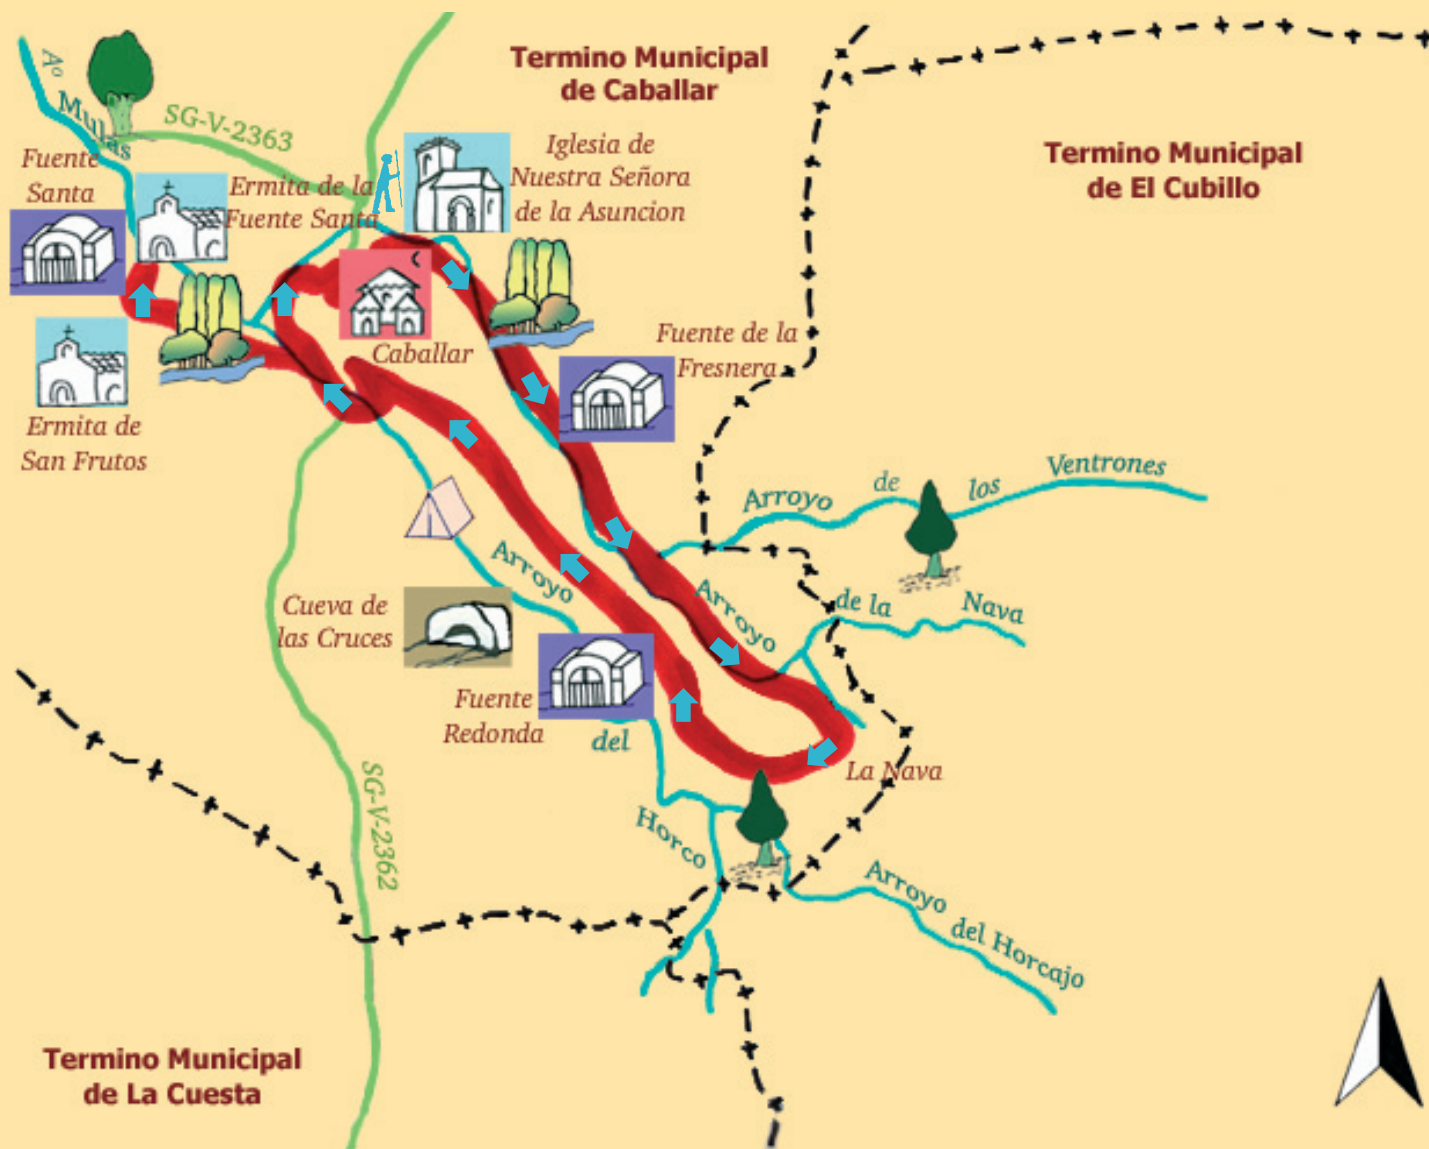 Termino Municipal
de Caballar
Termino Municipal
de El Cubillo
Aº
Mulas
SG-V-2363
Fuente
Santa
Ermita de la
Fuente Santa
Iglesia de
Nuestra Señora
de la Asuncion
Caballar
Fuente de la
Fresnera
Ermita de
San Frutos
Arroyo de los Ventrones
Arroyo de la Nava
Arroyo del Horco
Cueva de
las Cruces
Fuente
Redonda
La Nava
SG-V-2362
Arroyo del Horcajo
Termino Municipal
de La Cuesta